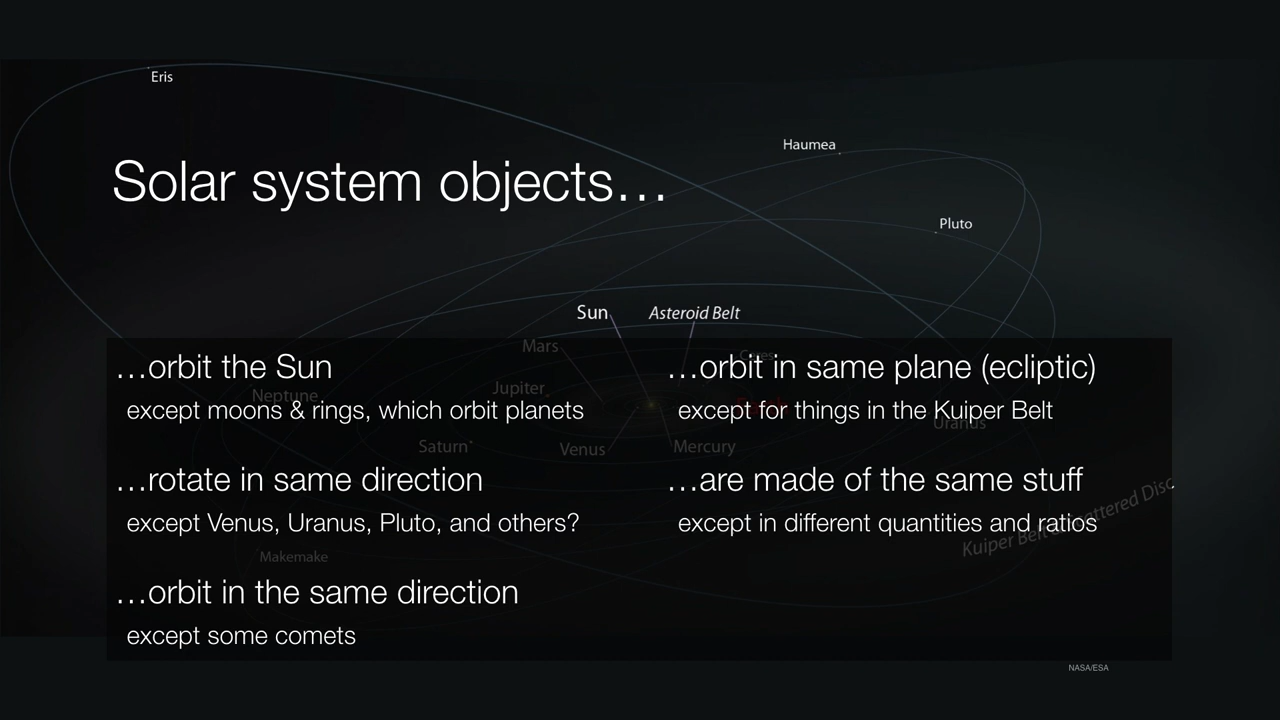 Eris
Haumea
Solar system objects…
Pluto
Sun
Asteroid Belt
Mars
Ceres
…orbit the Sun
except moons & rings, which orbit planets
…rotate in same direction
except Venus, Uranus, Pluto, and others?
…orbit in the same direction
except some comets
…orbit in same plane (ecliptic)
except for things in the Kuiper Belt
…are made of the same stuff
except in different quantities and ratios
Neptune
Jupiter
Uranus
Saturn
Venus
Mercury
Makemake
NASA/ESA